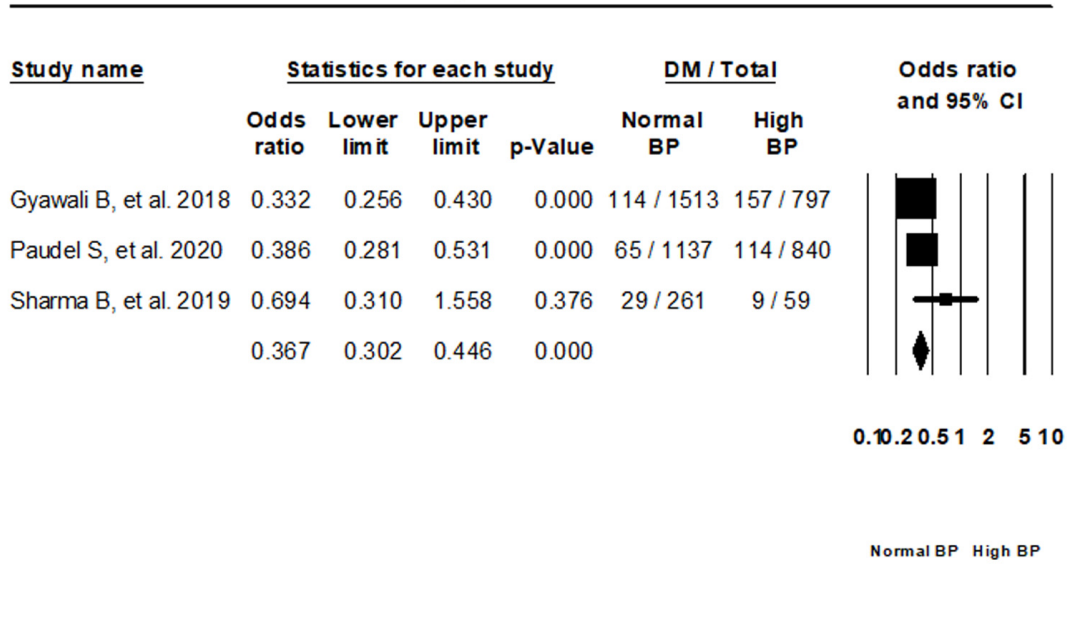 Study name Statistics for each study DM / Total Odds ratio
and 95% CI
Odds Lower Upper Normal High
ratio limit limit p-Value BP BP
Gyawali B, et al. 2018 0.332 0.256 0.430 0.000 114 / 1513 157 / 797
Paudel S, et al. 2020 0.386 0.281 0.531 0.000 65 / 1137 114 / 840
Sharma B, et al. 2019 0.694 0.310 1.558 0.376 29 / 261 9 / 59
0.367 0.302 0.446 0.000
0.1 0.2 0.5 1 2 5 10
Normal BP High BP